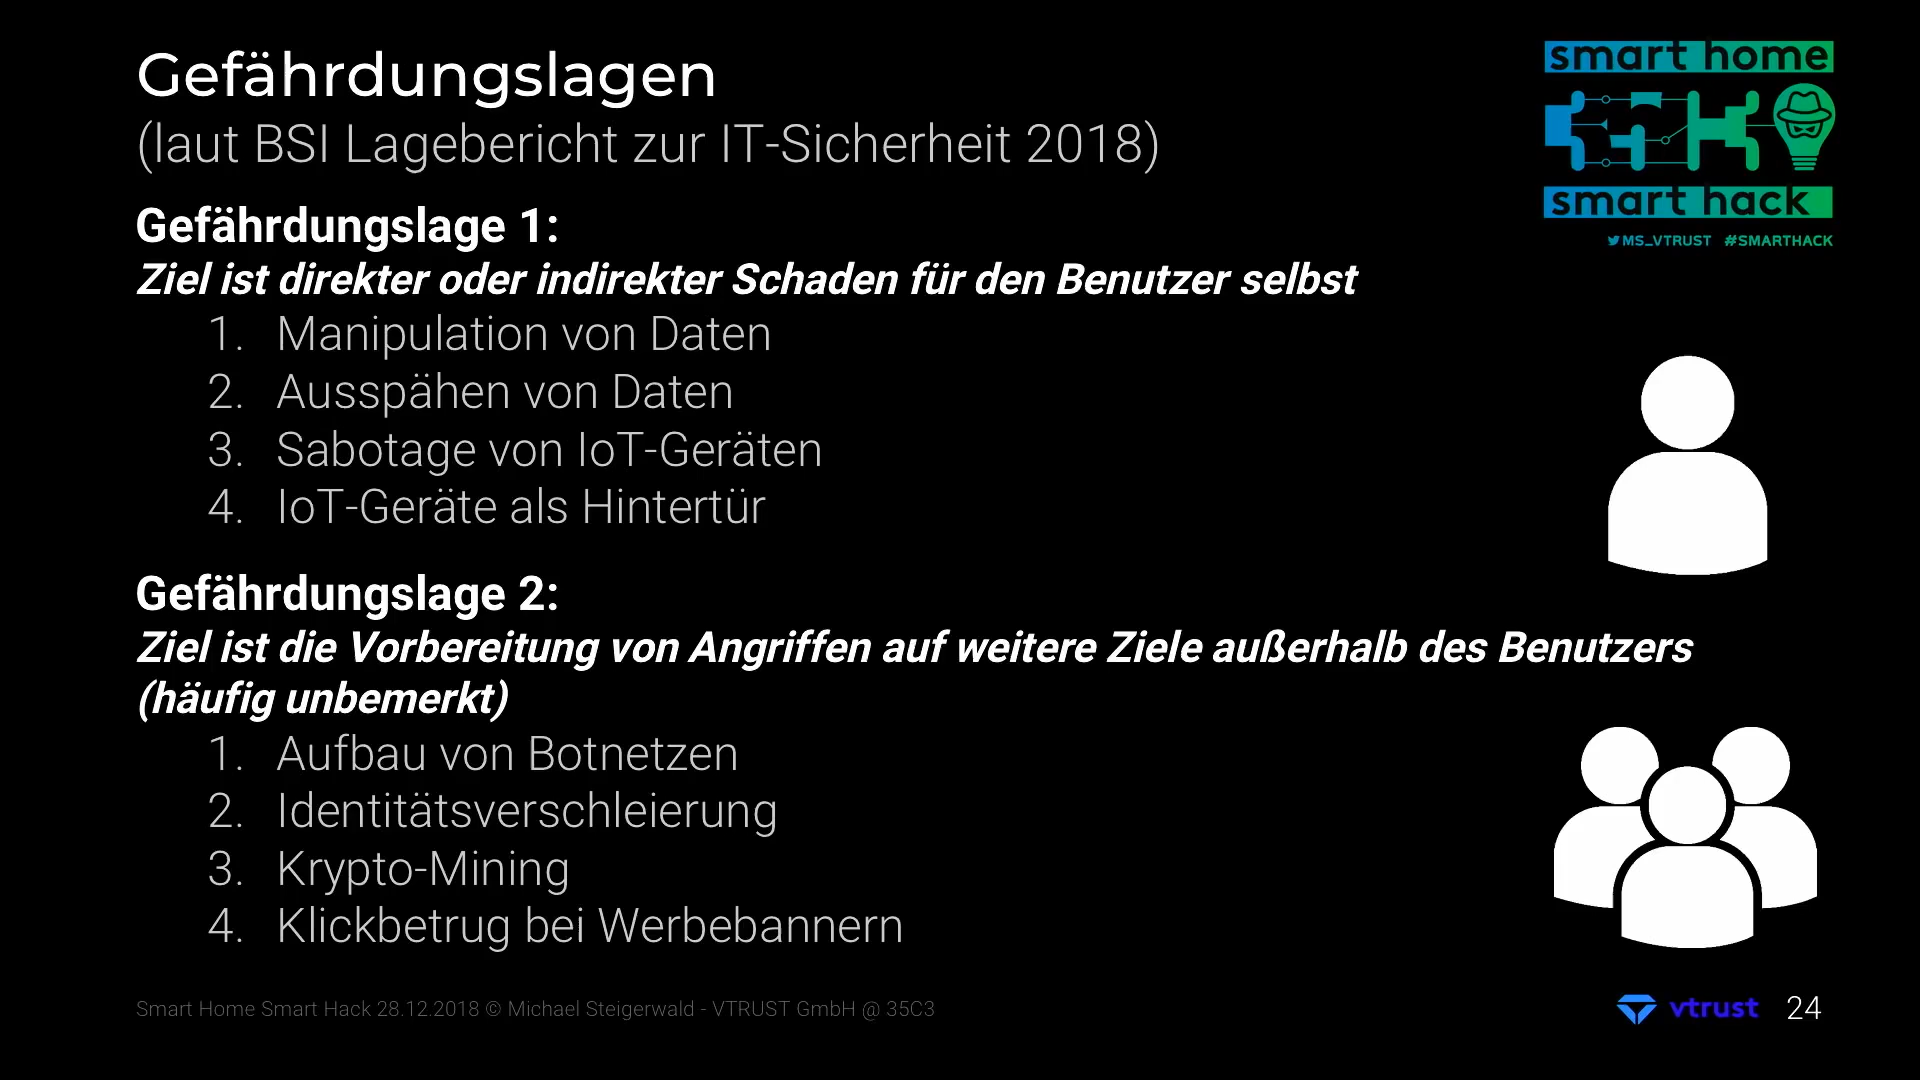 Gefährdungslagen
(laut BSI Lagebericht zur IT-Sicherheit 2018)
smart home
smart hack
MS_VTRUST #SMARTHACK
Gefährdungslage 1:
Ziel ist direkter oder indirekter Schaden für den Benutzer selbst
1. Manipulation von Daten
2. Ausspähen von Daten
3. Sabotage von IoT-Geräten
4. IoT-Geräte als Hintertür
Gefährdungslage 2:
Ziel ist die Vorbereitung von Angriffen auf weitere Ziele außerhalb des Benutzers
(häufig unbemerkt)
1. Aufbau von Botnetzen
2. Identitätsverschleierung
3. Krypto-Mining
4. Klickbetrug bei Werbebannern
Smart Home Smart Hack 28.12.2018 © Michael Steigerwald - VTRUST GmbH @ 35C3
vtrust 24